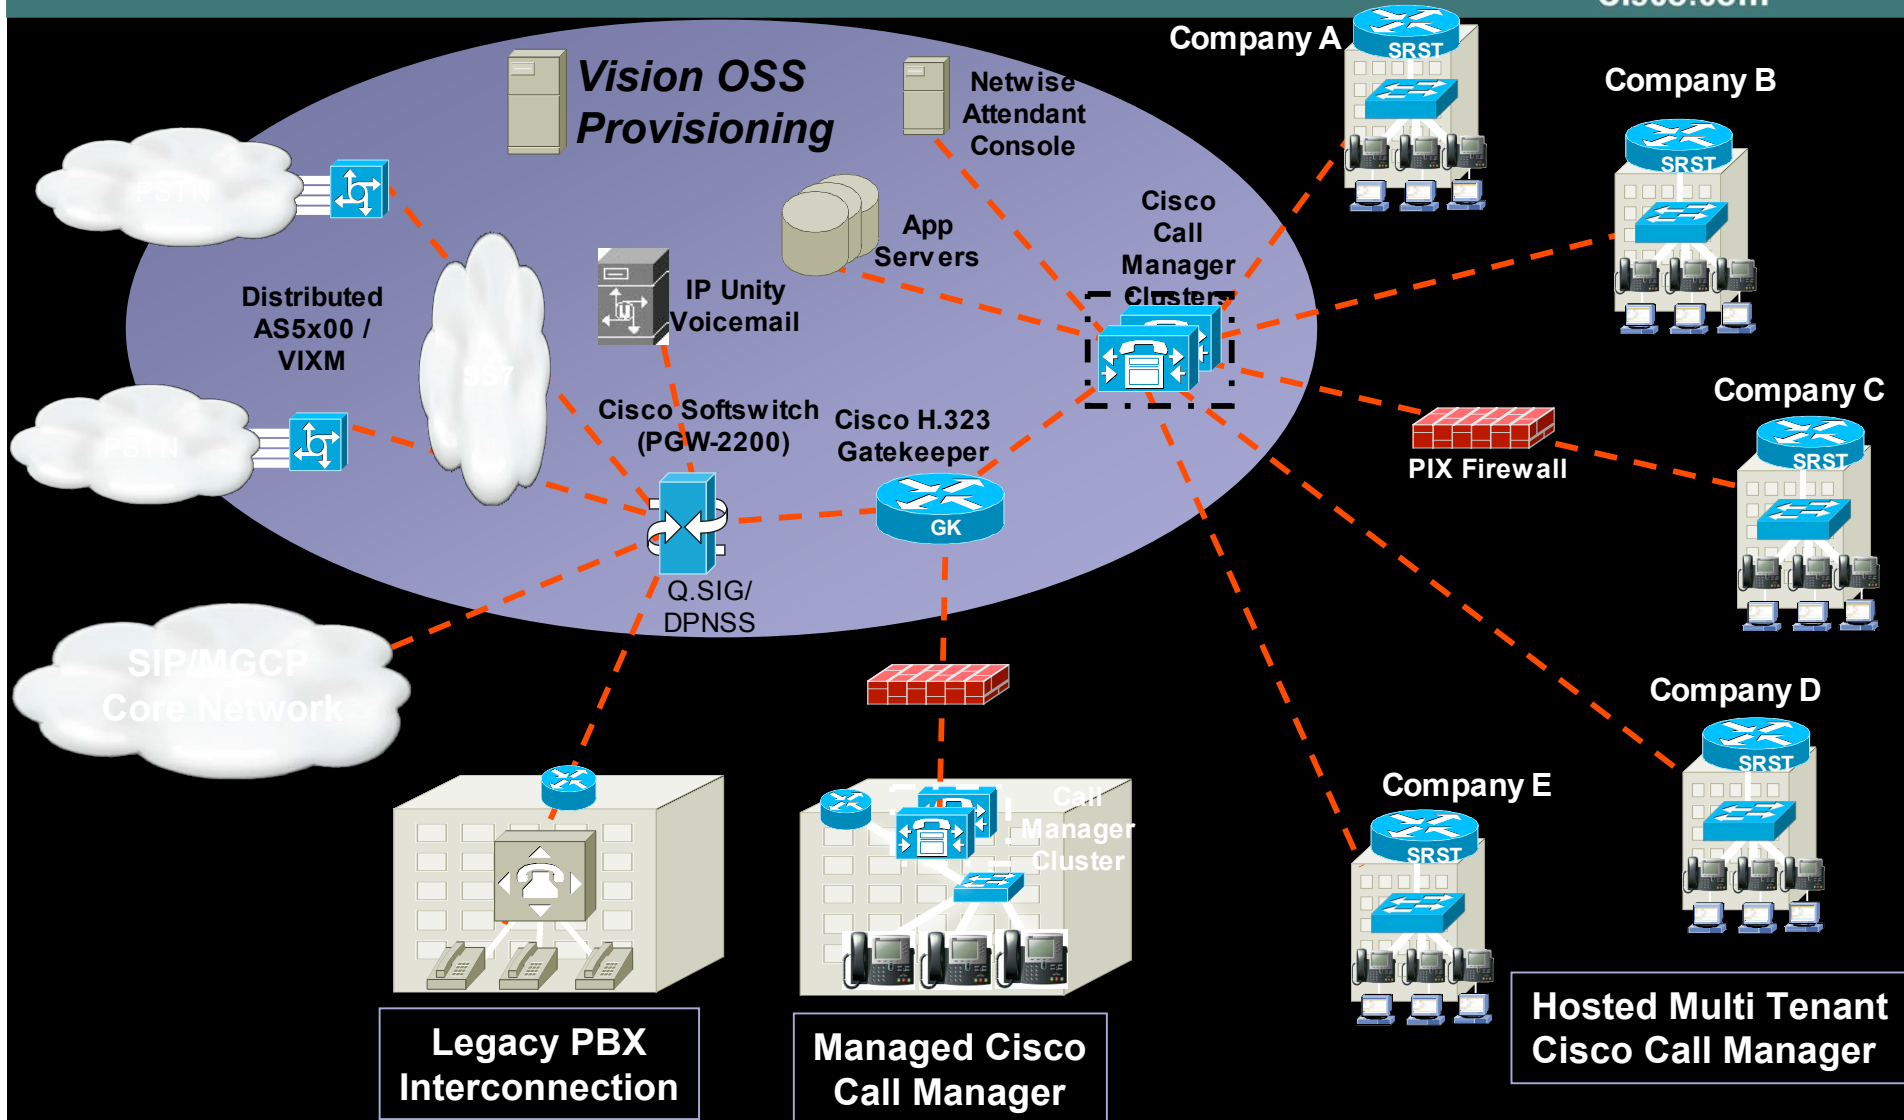 Cisco.com
Vision OSS
Provisioning
Netwise
Attendant
Console
Company A
SRST
Company B
SRST
PSTN
App
Servers
Cisco
Call
Manager
Clusters
Distributed
AS5x00 /
VIXM
IP Unity
Voicemail
SS7
Cisco Softswitch
(PGW-2200)
Cisco H.323
Gatekeeper
GK
PSTN
Company C
SRST
PIX Firewall
Q.SIG/
DPNSS
SIP/MGCP
Core Network
Company D
SRST
Company E
SRST
Call
Manager
Cluster
Legacy PBX
Interconnection
Managed Cisco
Call Manager
Hosted Multi Tenant
Cisco Call Manager